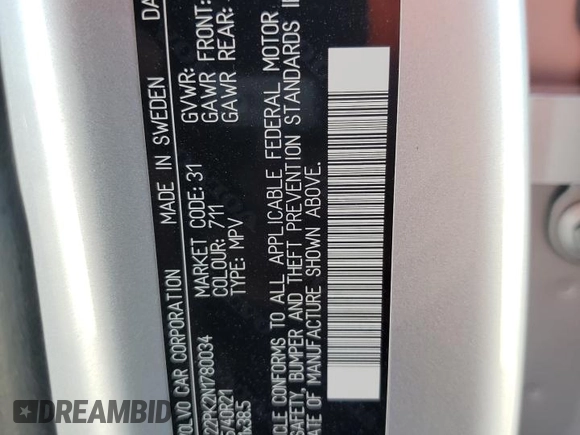 VOLVO CAR CORPORATION MADE IN SWEDEN DA
MARKET CODE: 31 GVWR:
COLOUR: 711 GAWR FRONT:
TYPE: MPV GAWR REAR:
CONFORMS TO ALL APPLICABLE FEDERAL MOTOR
SAFETY, BUMPER AND THEFT PREVENTION STANDARDS
OF MANUFACTURE SHOWN ABOVE.
DREAMBID